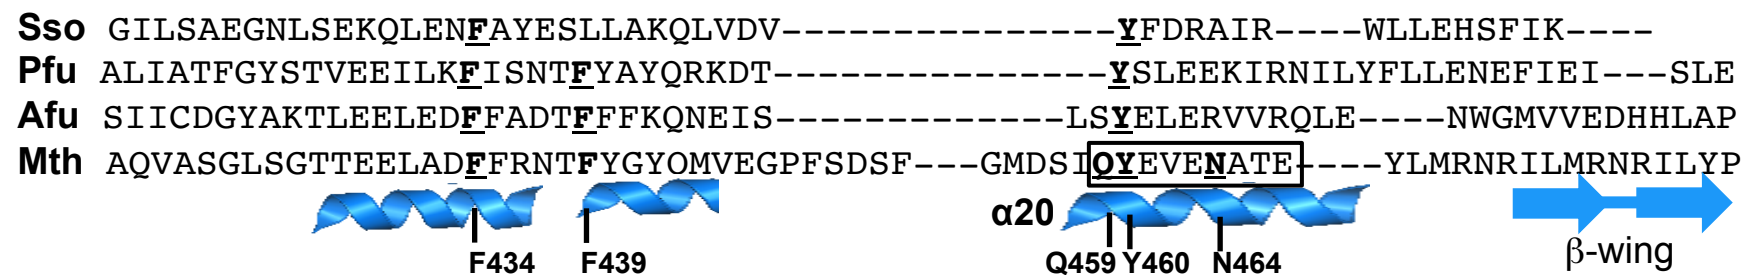 Sso GILSAEGNLSEKQLENFAYESLLAKQLVDV---------------YFDRAIR----WLLEHSFIK----
Pfu ALIATFGYSTVEEILKFISNTFYAYQRKDT---------------YSLEEKIRNILYFLLENEFIEI---SLE
Afu SIICDGYAKTLEELEDFFADTFFFKQNEIS-------------LSYELERVVRQLE----NWGMVVEDHHLAP
Mth AQVASGLSGTTEELADFFRNTFYGYQMVEGPFSDSF---GMDSIQYEVENATE----YLMRNRILMRNRILYP
α20
F434 F439 Q459 Y460 N464 β-wing